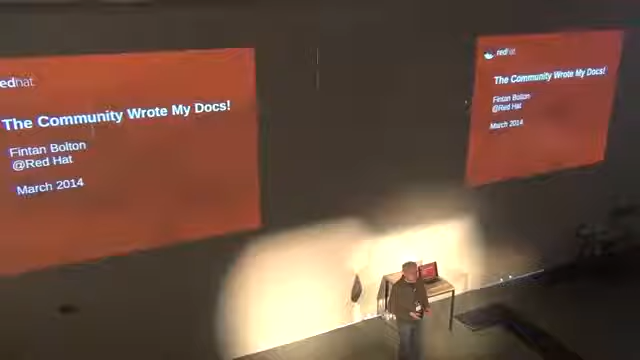 redhat
The Community Wrote My Docs!
Fintan Bolton
@Red Hat
March 2014
redhat
The Community Wrote My Docs!
Fintan Bolton
@Red Hat
March 2014